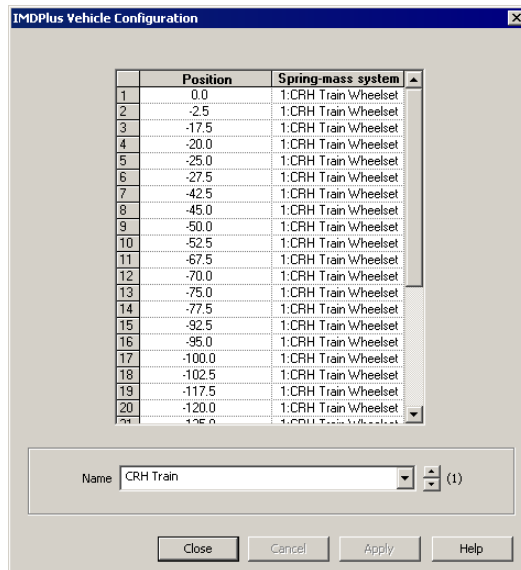 IMDPlus Vehicle Configuration
Position Spring-mass system
1 0.0 1:CRH Train Wheelset
2 -2.5 1:CRH Train Wheelset
3 -17.5 1:CRH Train Wheelset
4 -20.0 1:CRH Train Wheelset
5 -25.0 1:CRH Train Wheelset
6 -27.5 1:CRH Train Wheelset
7 -42.5 1:CRH Train Wheelset
8 -45.0 1:CRH Train Wheelset
9 -50.0 1:CRH Train Wheelset
10 -52.5 1:CRH Train Wheelset
11 -67.5 1:CRH Train Wheelset
12 -70.0 1:CRH Train Wheelset
13 -75.0 1:CRH Train Wheelset
14 -77.5 1:CRH Train Wheelset
15 -92.5 1:CRH Train Wheelset
16 -95.0 1:CRH Train Wheelset
17 -100.0 1:CRH Train Wheelset
18 -102.5 1:CRH Train Wheelset
19 -117.5 1:CRH Train Wheelset
20 -120.0 1:CRH Train Wheelset
Name CRH Train (1)
Close Cancel Apply Help